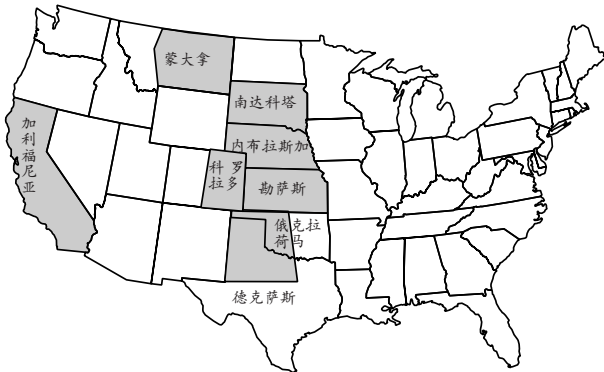 蒙大拿
南达科塔
内布拉斯加
加利福尼亚
科罗
拉多
勘萨斯
俄克拉
荷马
德克萨斯